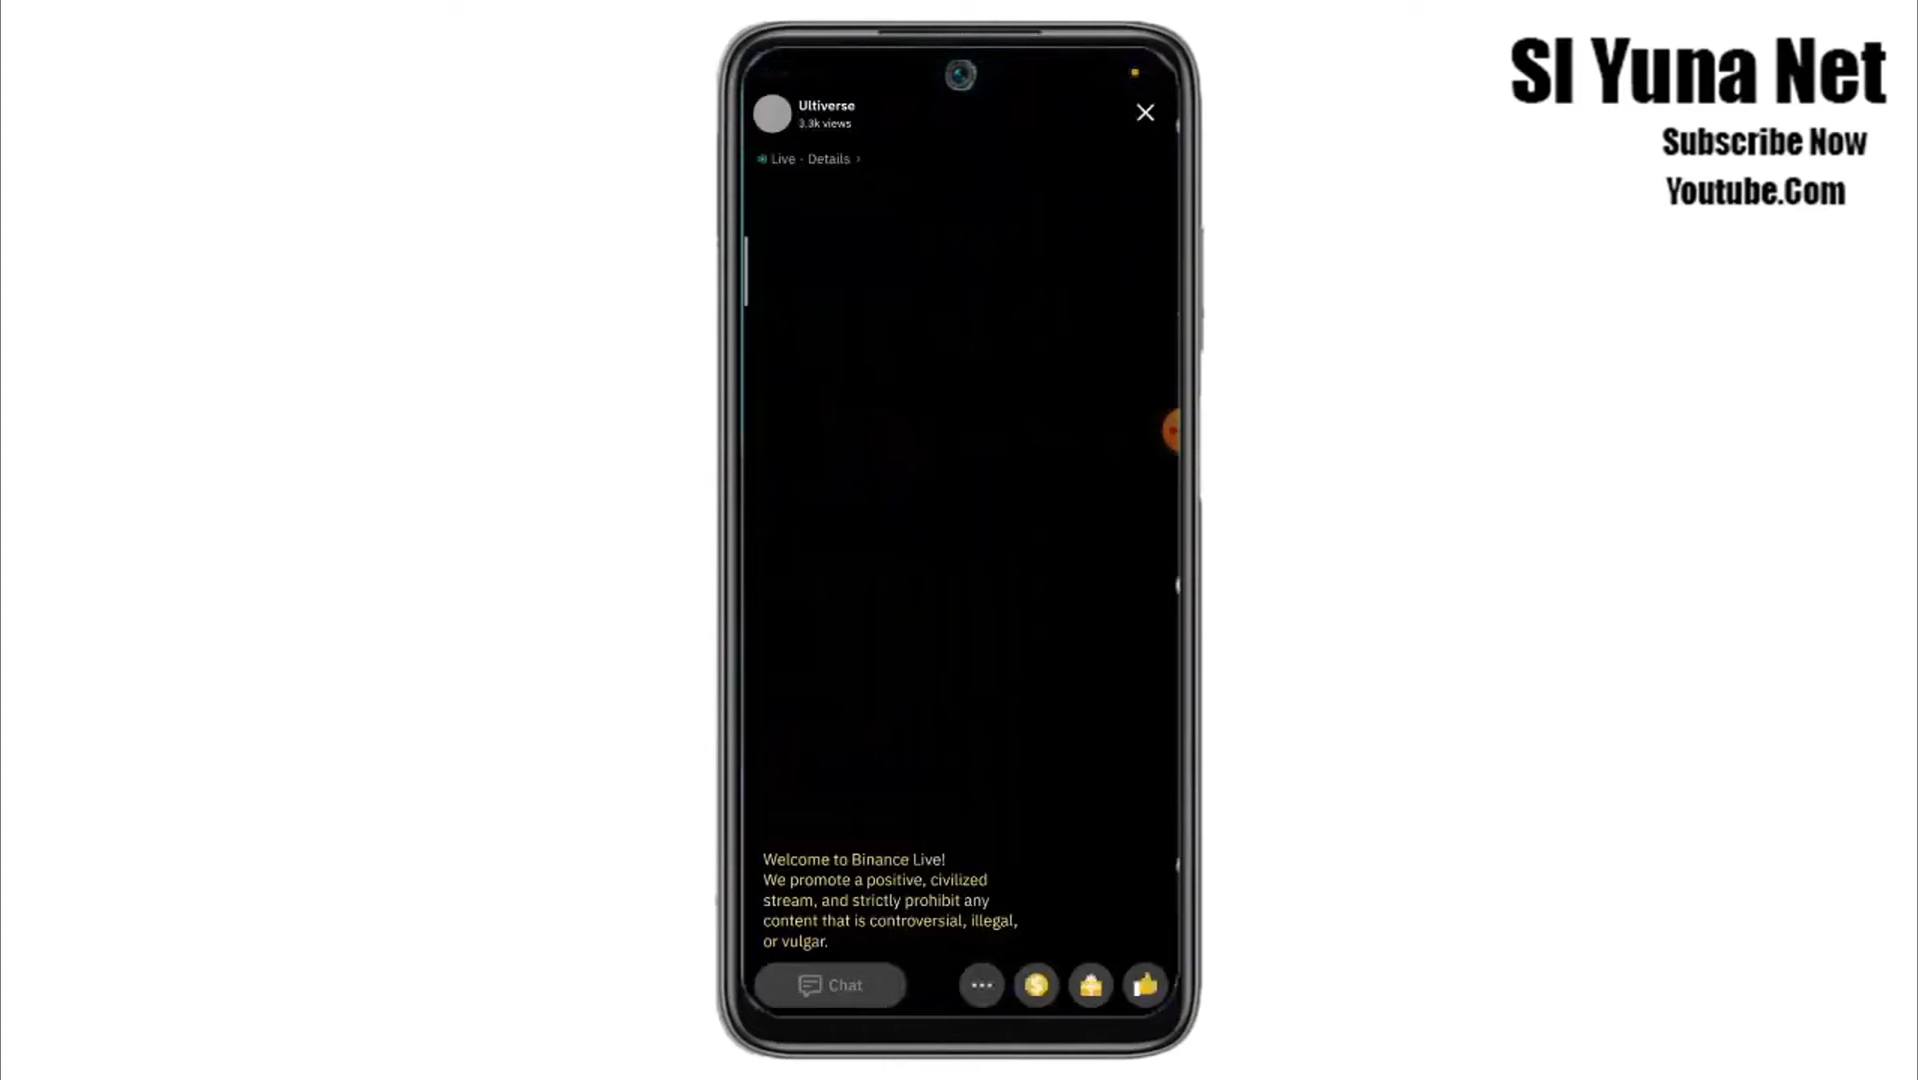 SI Yuna Net
Subscribe Now
Youtube.Com
Ultiverse
3.3k views
Live · Details ›
Welcome to Binance Live!
We promote a positive, civilized
stream, and strictly prohibit any
content that is controversial, illegal,
or vulgar.
Chat